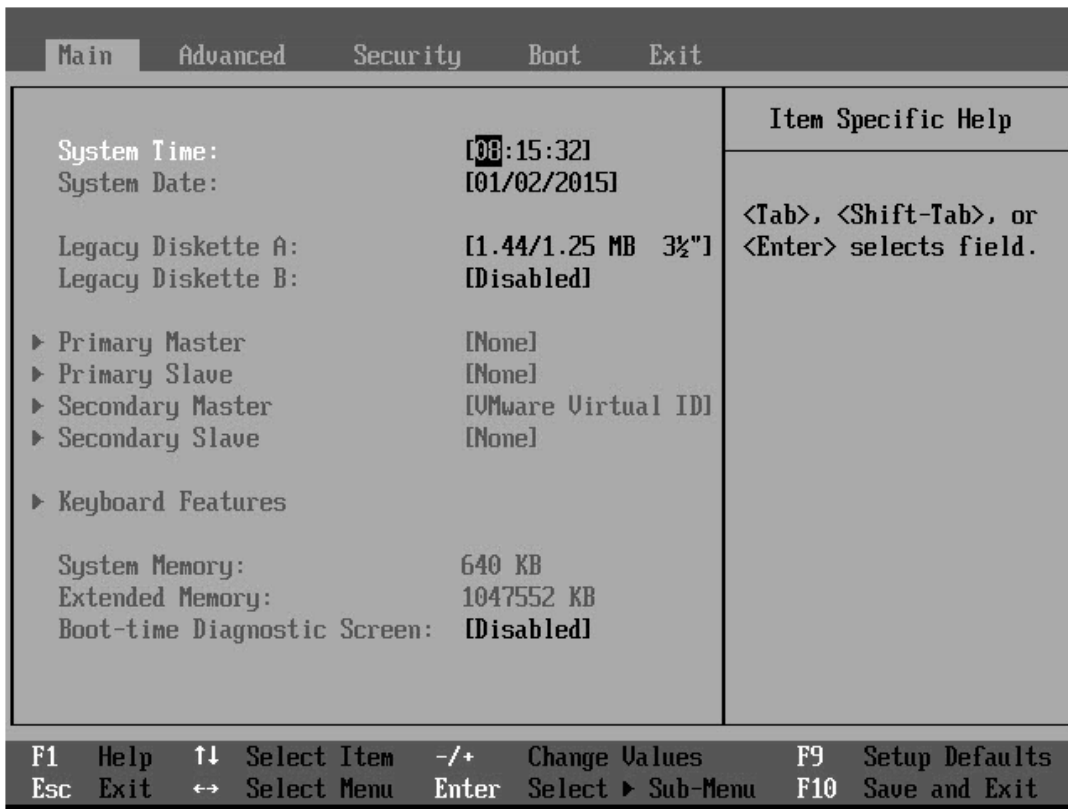 Main Advanced Security Boot Exit
System Time: [08:15:32]
System Date: [01/02/2015]
Legacy Diskette A: [1.44/1.25 MB 3½"]
Legacy Diskette B: [Disabled]
▶ Primary Master [None]
▶ Primary Slave [None]
▶ Secondary Master [VMware Virtual ID]
▶ Secondary Slave [None]
▶ Keyboard Features
System Memory: 640 KB
Extended Memory: 1047552 KB
Boot-time Diagnostic Screen: [Disabled]
Item Specific Help
<Tab>, <Shift-Tab>, or
<Enter> selects field.
F1 Help ↑↓ Select Item -/+ Change Values F9 Setup Defaults
Esc Exit ↔ Select Menu Enter Select ▶ Sub-Menu F10 Save and Exit